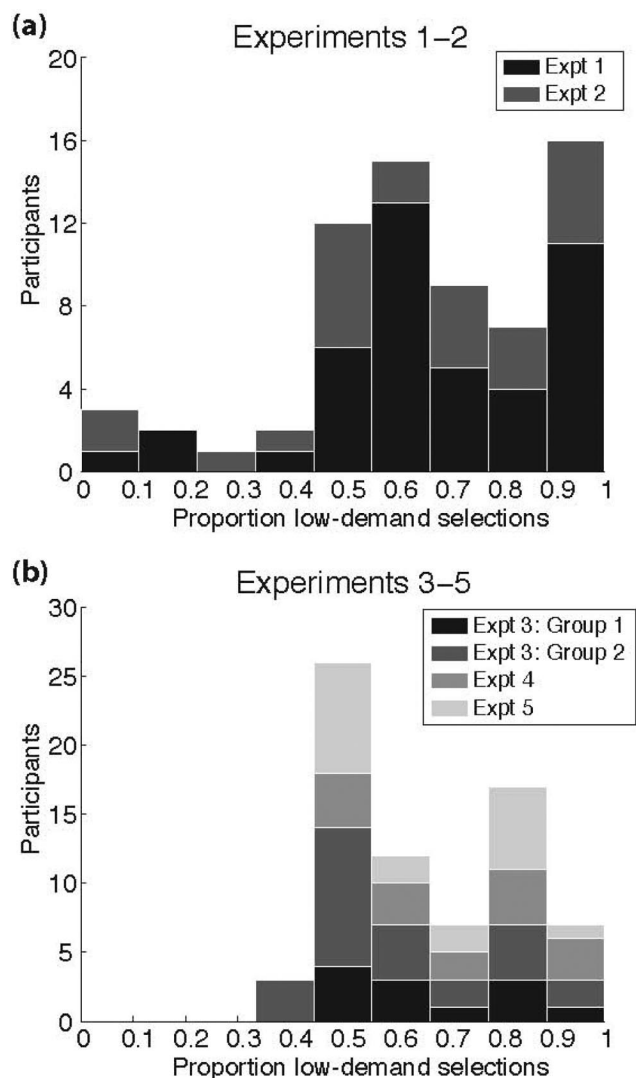 (a)
Experiments 1–2
20
16
12
8
4
0
Participants
Expt 1
Expt 2
0 0.1 0.2 0.3 0.4 0.5 0.6 0.7 0.8 0.9 1
Proportion low-demand selections
(b)
Experiments 3–5
30
25
20
15
10
5
0
Participants
Expt 3: Group 1
Expt 3: Group 2
Expt 4
Expt 5
0 0.1 0.2 0.3 0.4 0.5 0.6 0.7 0.8 0.9 1
Proportion low-demand selections